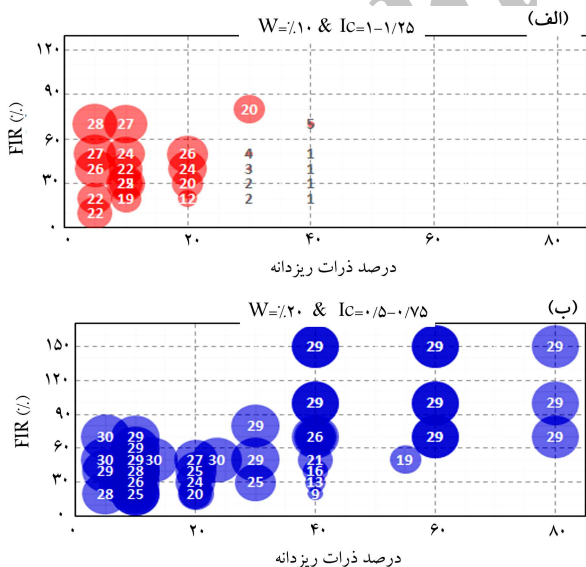 (الف)
W=٪۱۰ & Ic=۱-۱/۲۵
۱۲۰
۹۰
۶۰
۳۰
۰
FIR (٪)
20
5
28 27
27 24 26 4 1
26 22 24 3 1
20 2 1
22 19 12 2 1
22
۰ ۲۰ ۴۰ ۶۰ ۸۰
درصد ذرات ریزدانه
(ب)
W=٪۲۰ & Ic=۰/۵-۰/۷۵
۱۵۰
۱۲۰
۹۰
۶۰
۳۰
۰
FIR (٪)
29 29 29
29 29 29
29
30 29 26 29 29
29
30 29 30 27 30 29 21 19
29 28 25 16
26 24 25 13
28 25 20 9
۰ ۲۰ ۴۰ ۶۰ ۸۰
درصد ذرات ریزدانه